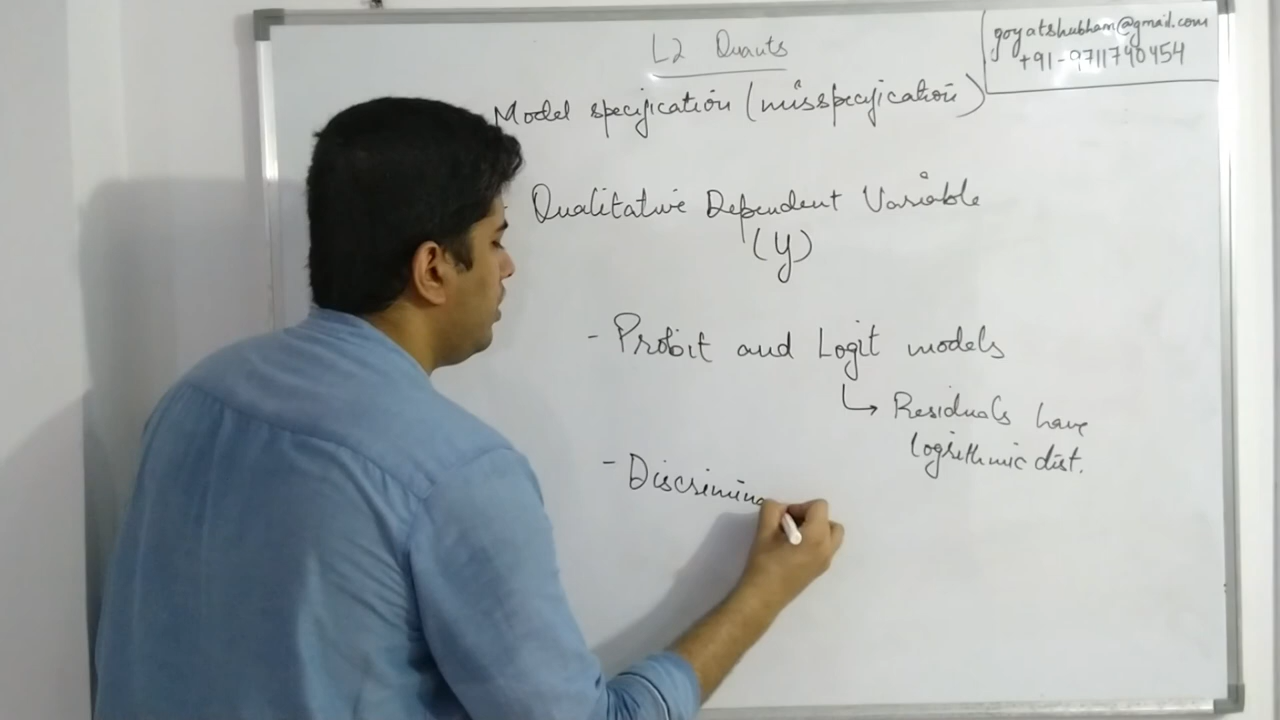 L2 Quants
goyatshubham@gmail.com
+91-9711740454
Model specification (misspecification)
- Qualitative Dependent Variable
(y)
- Probit and Logit models
↳ Residuals have
logrithmic dist.
- Discrimina